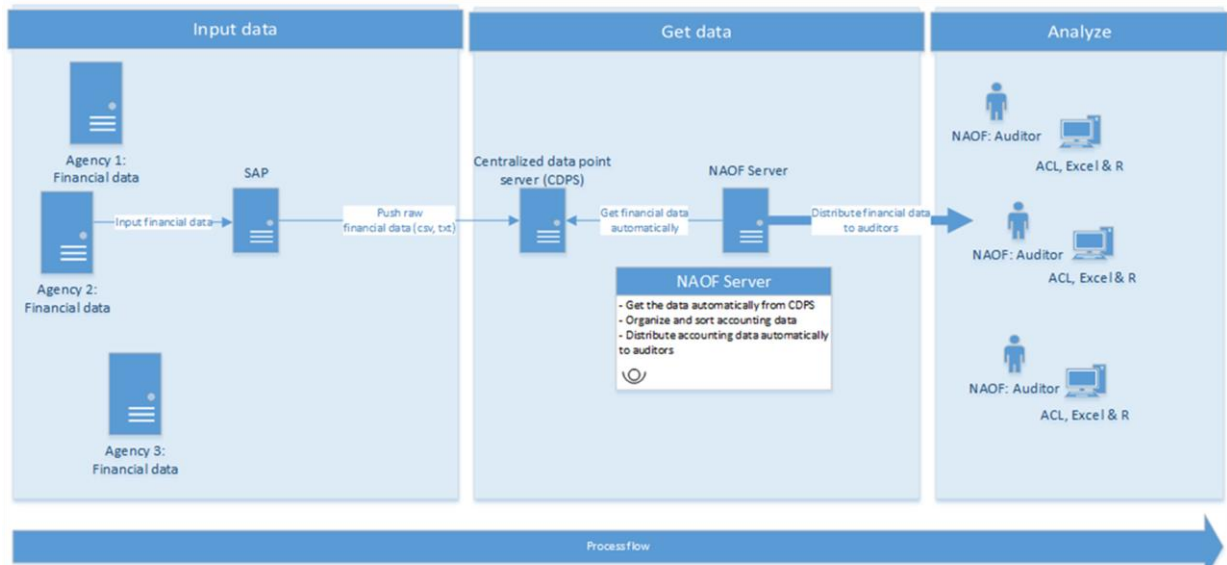 Input data
Get data
Analyze
Agency 1:
Financial data
SAP
Agency 2:
Financial data
Input financial data
Push raw
financial data (csv, txt)
Agency 3:
Financial data
Centralized data point
server (CDPS)
NAOF Server
Get financial data
automatically
Distribute financial data
to auditors
NAOF Server
- Get the data automatically from CDPS
- Organize and sort accounting data
- Distribute accounting data automatically
to auditors
NAOF: Auditor
ACL, Excel & R
NAOF: Auditor
ACL, Excel & R
NAOF: Auditor
ACL, Excel & R
Processflow